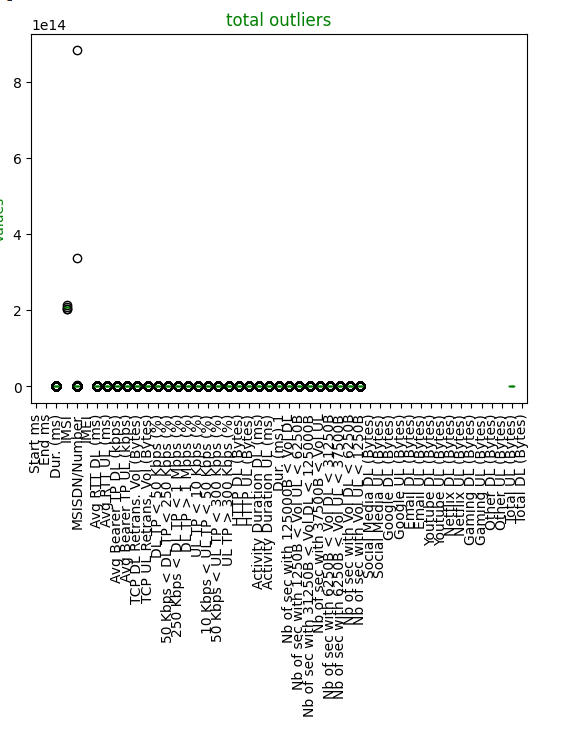 total outliers
1e14
8
6
4
2
0
values
Start ms
End ms
Dur. (ms)
IMSI
MSISDN/Number
IMEI
Avg RTT DL (ms)
Avg RTT UL (ms)
Avg Bearer TP DL (kbps)
Avg Bearer TP UL (kbps)
TCP DL Retrans. Vol (Bytes)
TCP UL Retrans. Vol (Bytes)
DL TP < 50 Kbps (%)
50 Kbps < DL TP < 250 Kbps (%)
250 Kbps < DL TP < 1 Mbps (%)
DL TP > 1 Mbps (%)
UL TP < 10 Kbps (%)
10 Kbps < UL TP < 50 Kbps (%)
50 Kbps < UL TP < 300 Kbps (%)
UL TP > 300 Kbps (%)
HTTP DL (Bytes)
HTTP UL (Bytes)
Activity Duration DL (ms)
Activity Duration UL (ms)
Dur. (ms).1
Nb of sec with 125000B < Vol DL
Nb of sec with 1250B < Vol UL < 6250B
Nb of sec with 31250B < Vol DL < 125000B
Nb of sec with 37500B < Vol UL
Nb of sec with 6250B < Vol DL < 31250B
Nb of sec with 6250B < Vol UL < 37500B
Nb of sec with Vol DL < 6250B
Nb of sec with Vol UL < 1250B
Social Media DL (Bytes)
Social Media UL (Bytes)
Google DL (Bytes)
Google UL (Bytes)
Email DL (Bytes)
Email UL (Bytes)
Youtube DL (Bytes)
Youtube UL (Bytes)
Netflix DL (Bytes)
Netflix UL (Bytes)
Gaming DL (Bytes)
Gaming UL (Bytes)
Other DL (Bytes)
Other UL (Bytes)
Total UL (Bytes)
Total DL (Bytes)